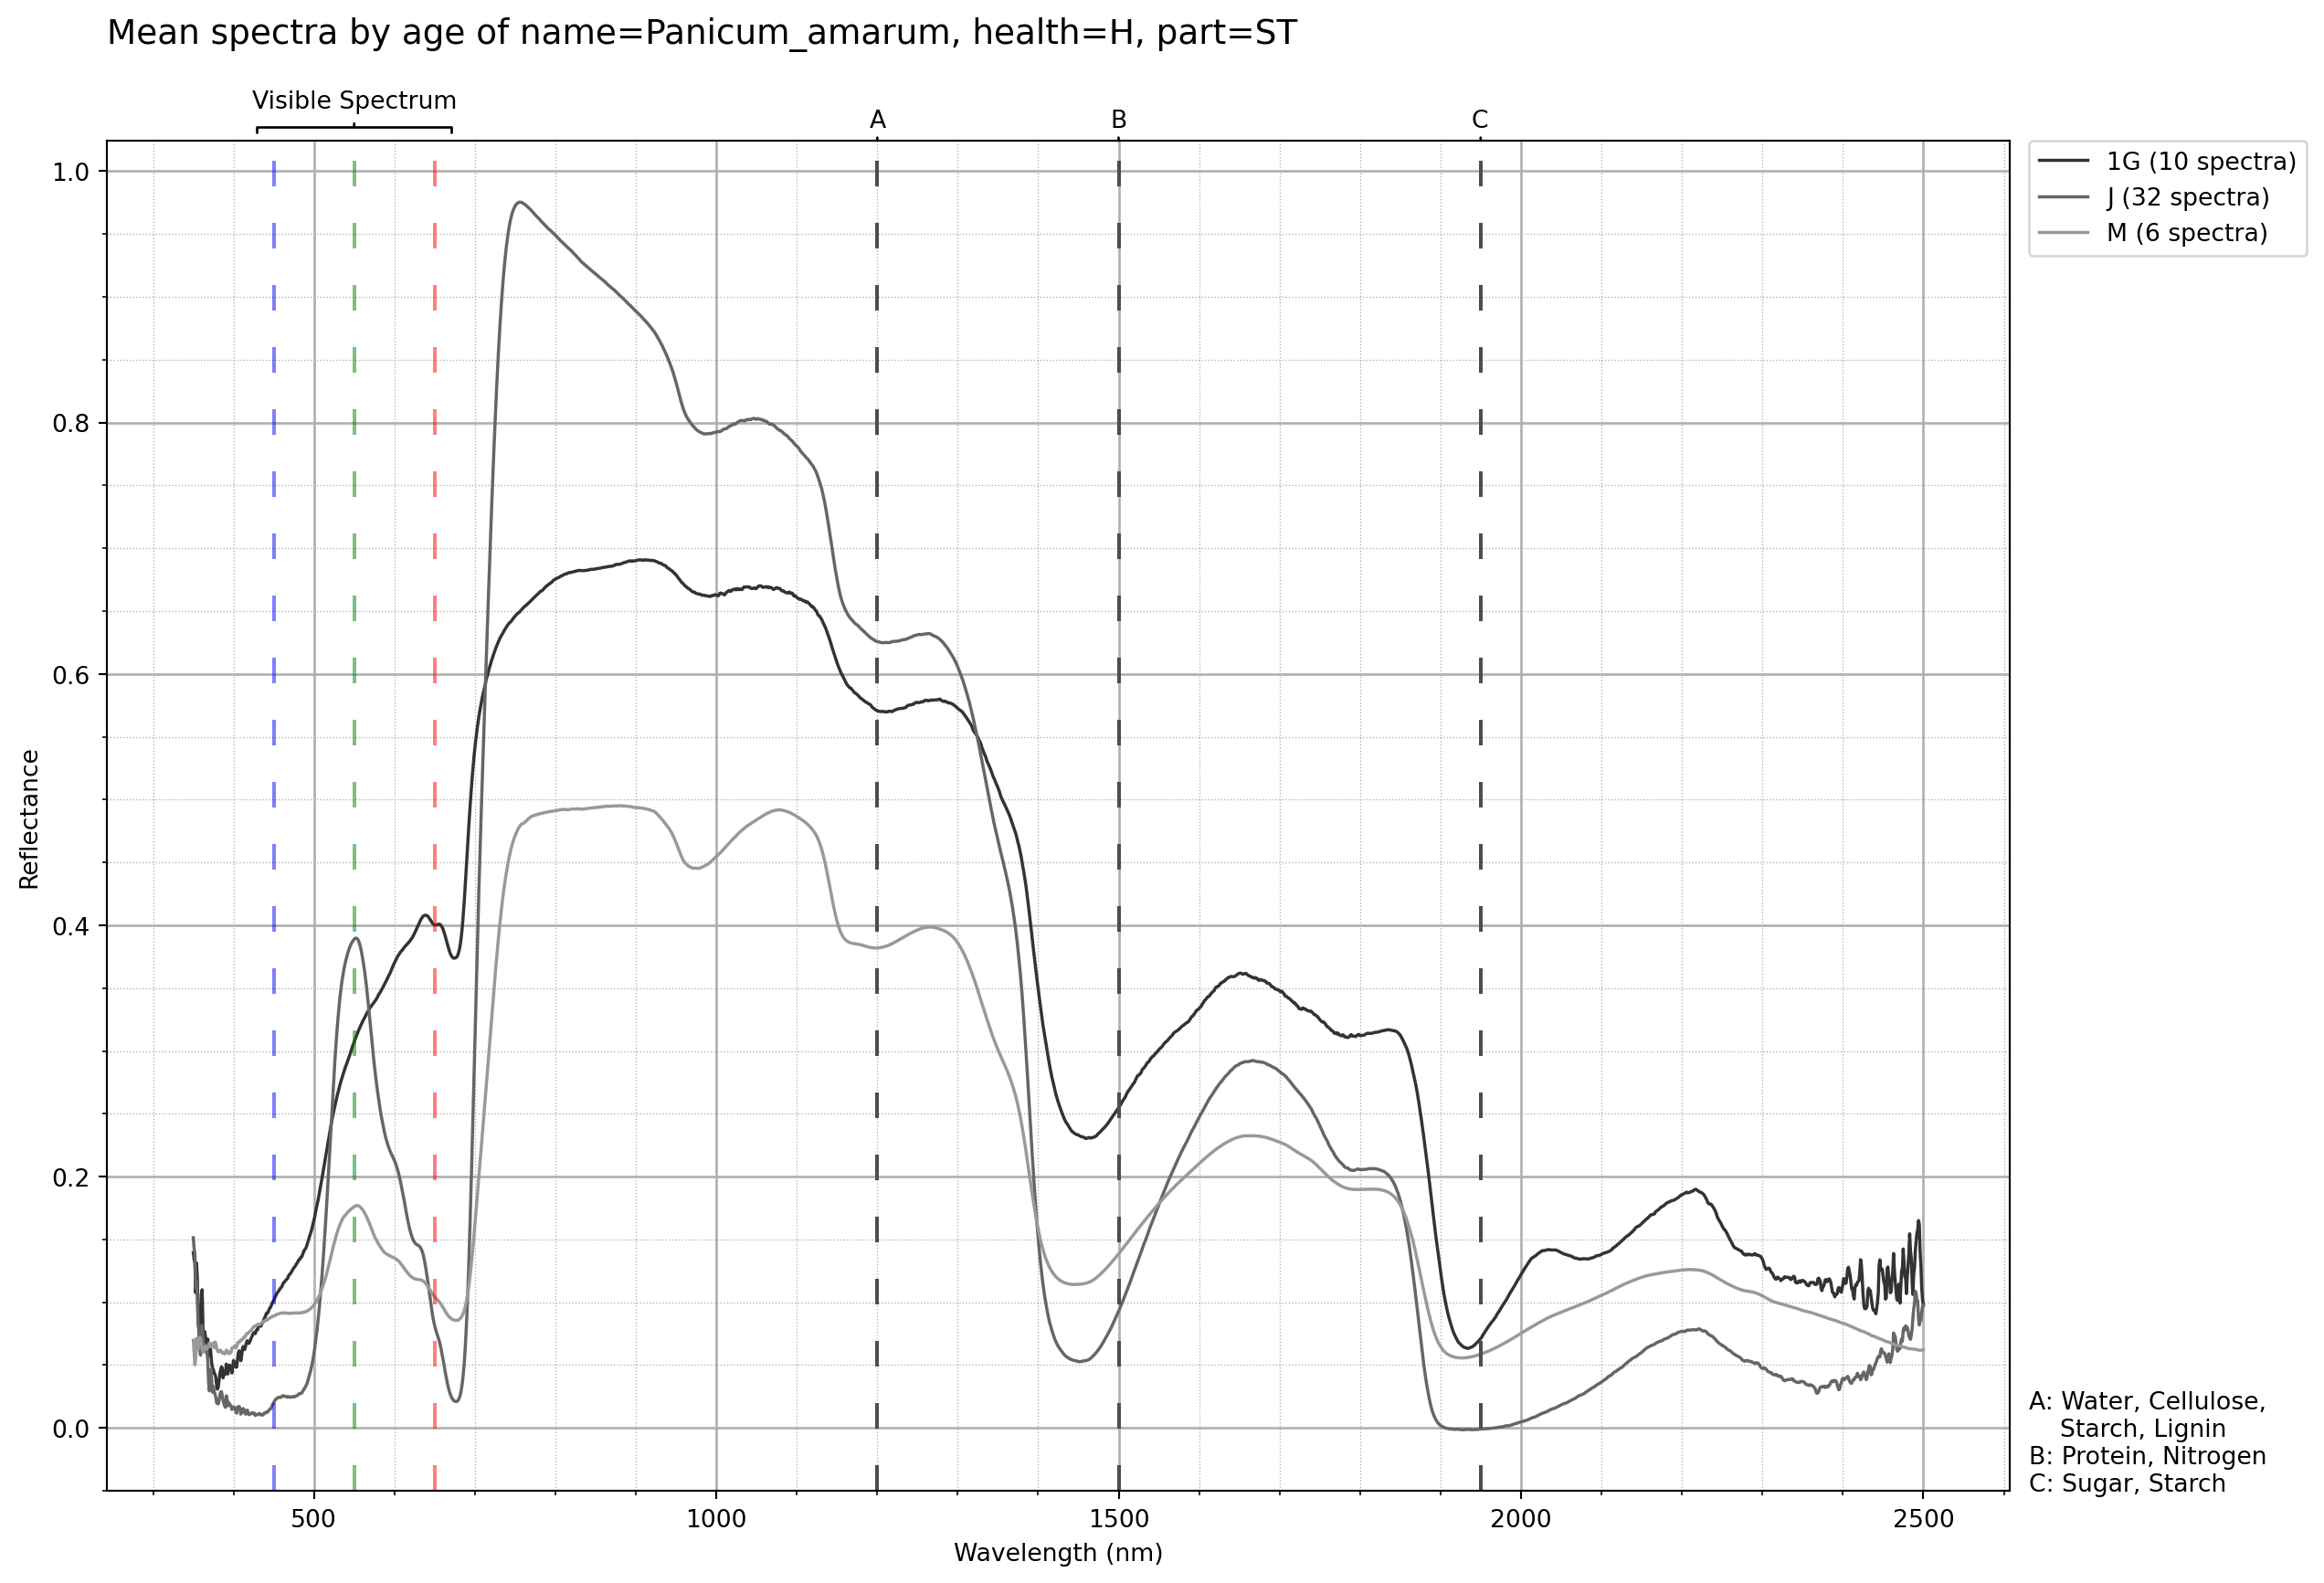 Mean spectra by age of name=Panicum_amarum, health=H, part=ST
Visible Spectrum
A
B
C
1G (10 spectra)
J (32 spectra)
M (6 spectra)
1.0
0.8
0.6
0.4
0.2
0.0
Reflectance
500
1000
1500
2000
2500
Wavelength (nm)
A: Water, Cellulose,
Starch, Lignin
B: Protein, Nitrogen
C: Sugar, Starch